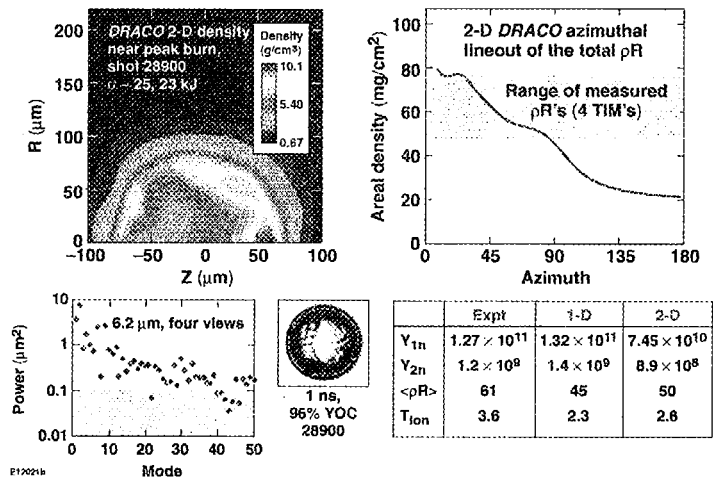 DRACO 2-D density
near peak burn,
shot 28900
25, 23 kJ
Density
(g/cm³)
10.1
5.40
0.67
R (μm)
200
150
100
50
0
−100
−50
0
50
100
Z (μm)
2-D DRACO azimuthal
lineout of the total ρR
Range of measured
ρR's (4 TIM's)
Areal density (mg/cm²)
100
80
60
40
20
0
0
45
90
135
180
Azimuth
6.2 μm, four views
Power (μm²)
10
1
0.1
0.01
0
10
20
30
40
50
Mode
1 ns,
96% YOC
28900
Expt 1-D 2-D
Y1n 1.27 × 10¹¹ 1.32 × 10¹¹ 7.45 × 10¹⁰
Y2n 1.2 × 10⁹ 1.4 × 10⁹ 8.9 × 10⁸
<ρR> 61 45 50
Tion 3.6 2.3 2.6
E12021b